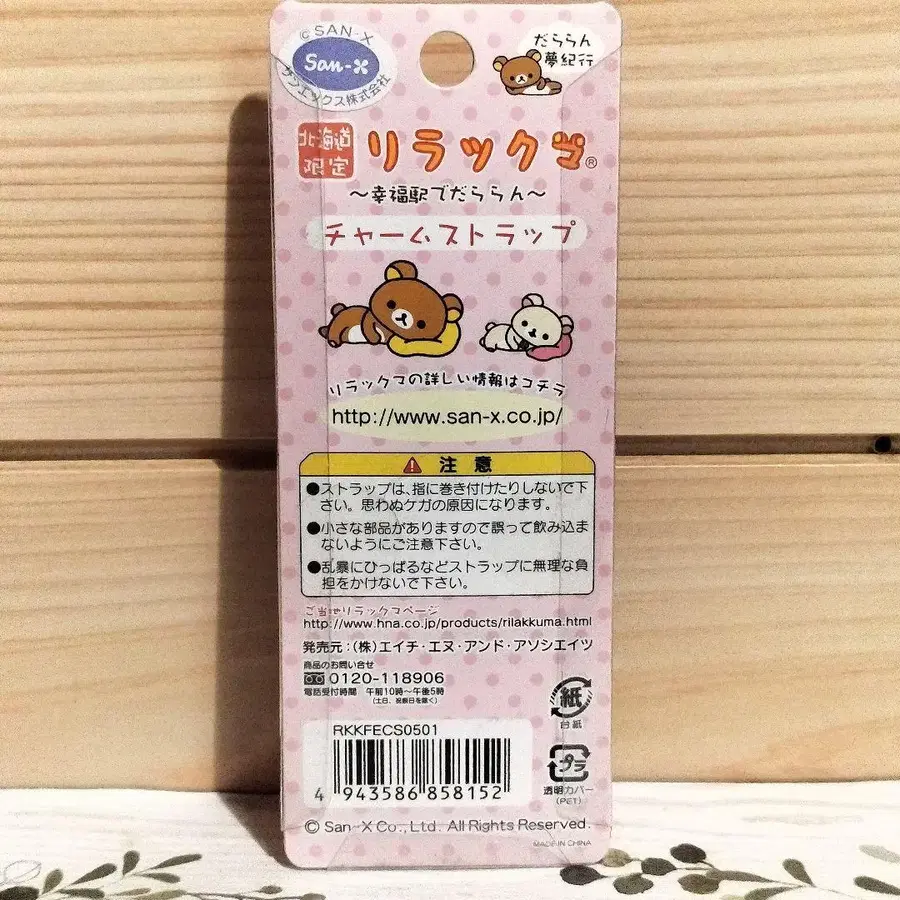 © SAN-X
San-X
サンエックス株式会社
だららん
夢紀行
北海道
限定
リラックマ®
～幸福駅でだららん～
チャームストラップ
リラックマの詳しい情報はコチラ
http://www.san-x.co.jp/
注意
●ストラップは、指に巻き付けたりしないで下
さい。思わぬケガの原因になります。
●小さな部品がありますので誤って飲み込ま
ないようにご注意下さい。
●乱暴にひっぱるなどストラップに無理な負
担をかけないで下さい。
ご当地リラックマページ
http://www.hna.co.jp/products/rilakkuma.html
発売元：(株)エイチ・エヌ・アンド・アソシエイツ
商品のお問い合せ
0120-118906
電話受付時間 午前10時～午後5時
(土日、祝祭日を除く)
紙
台紙
RKKFECS0501
4 943586 858152
プラ
透明カバー
(PET)
© San-X Co., Ltd. All Rights Reserved.
MADE IN CHINA